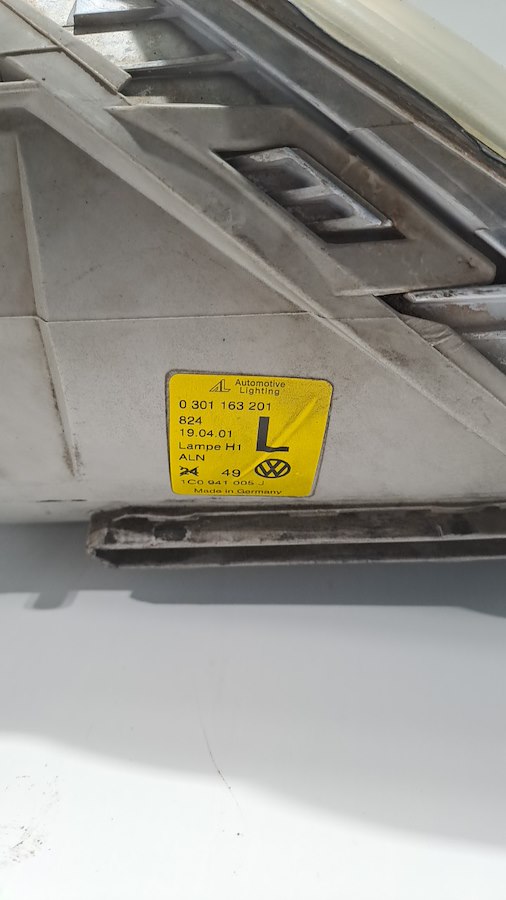 AL Automotive
Lighting
0 301 163 201
824
19.04.01
L
Lampe H1
ALN
24 49
1C0 941 005 J
Made in Germany